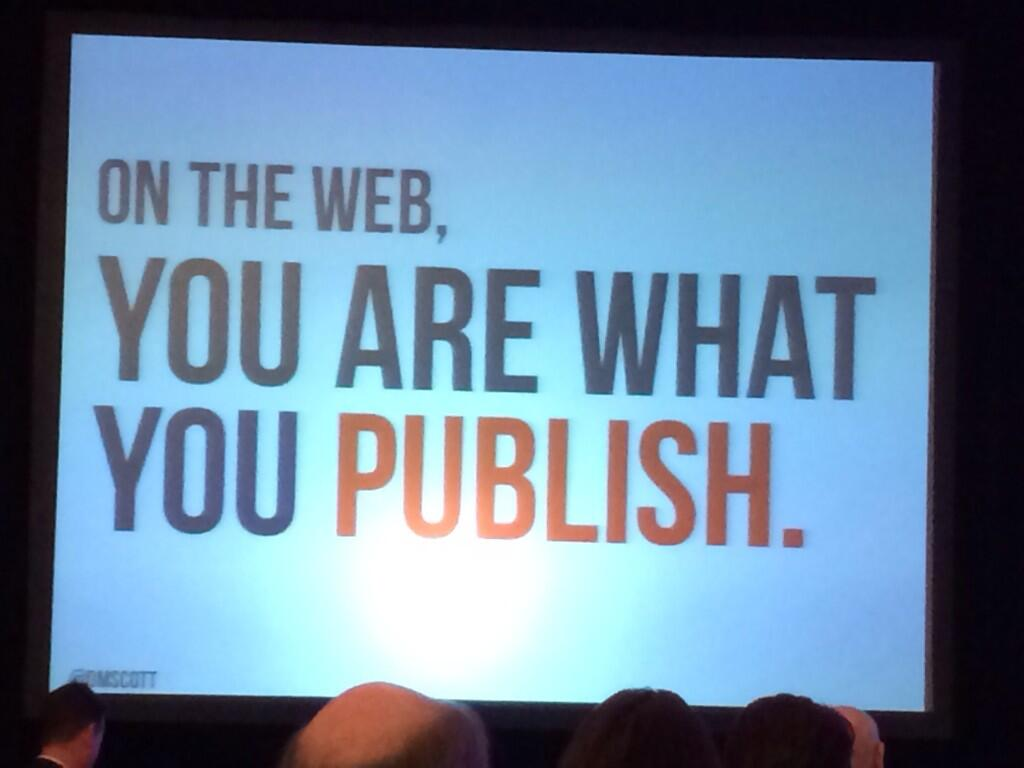 ON THE WEB,
YOU ARE WHAT
YOU PUBLISH.
@DMSCOTT